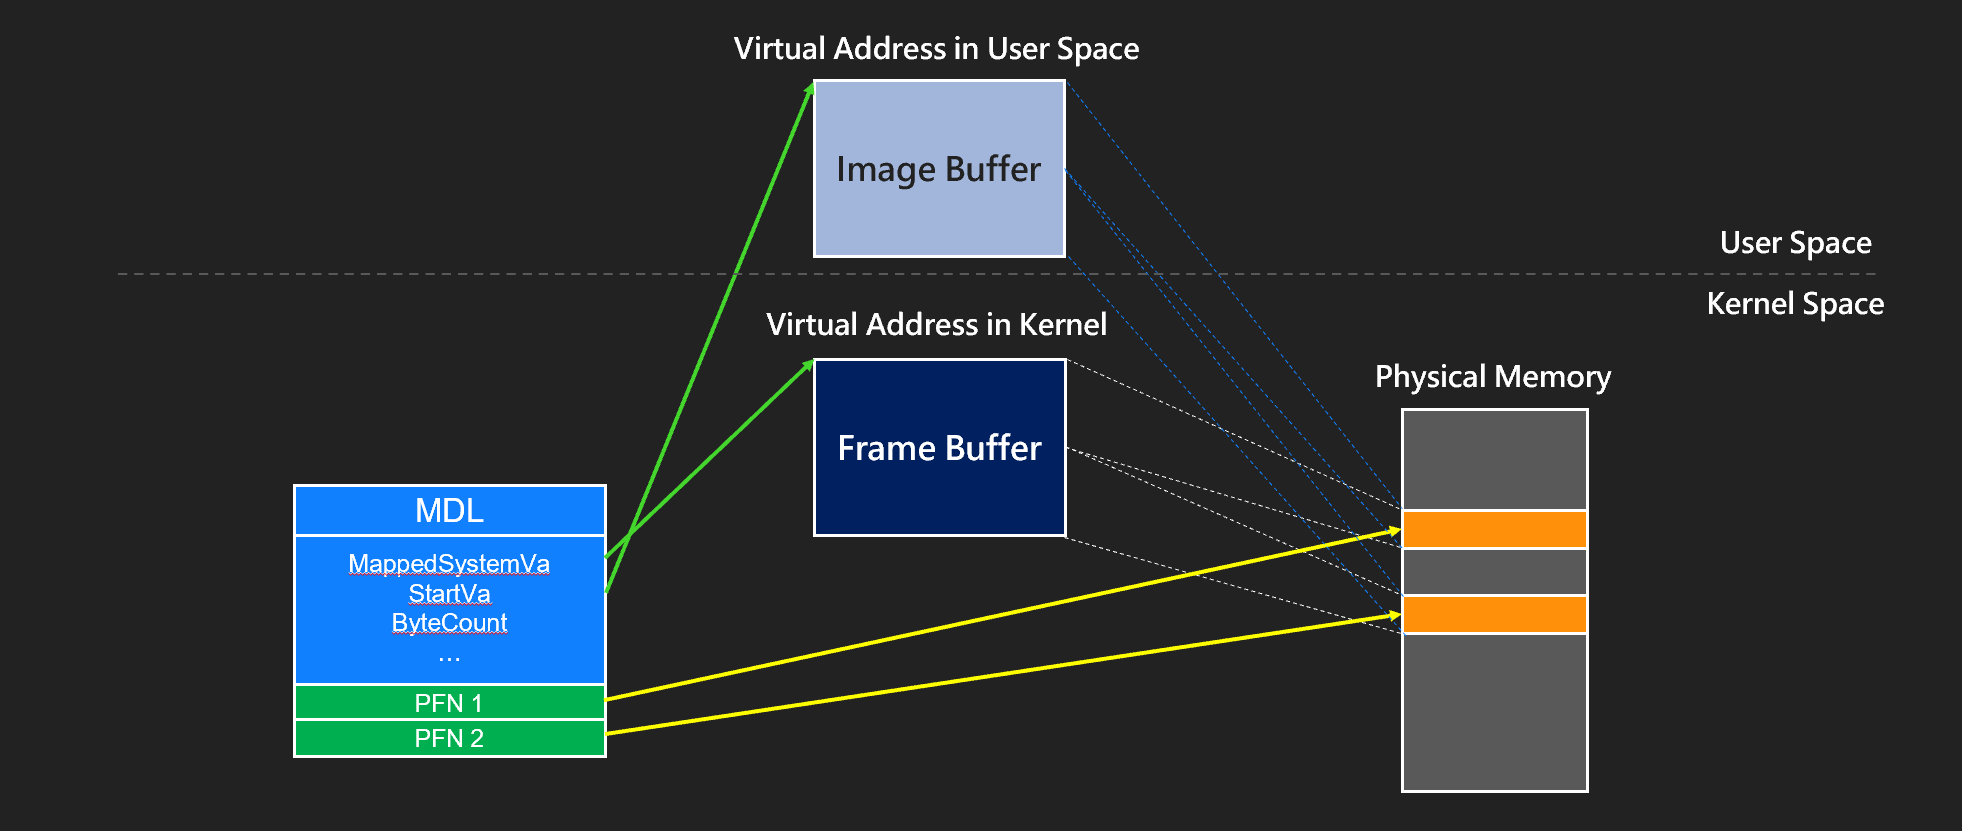 Virtual Address in User Space
Image Buffer
User Space
Kernel Space
Virtual Address in Kernel
Physical Memory
Frame Buffer
MDL
MappedSystemVa
StartVa
ByteCount
...
PFN 1
PFN 2